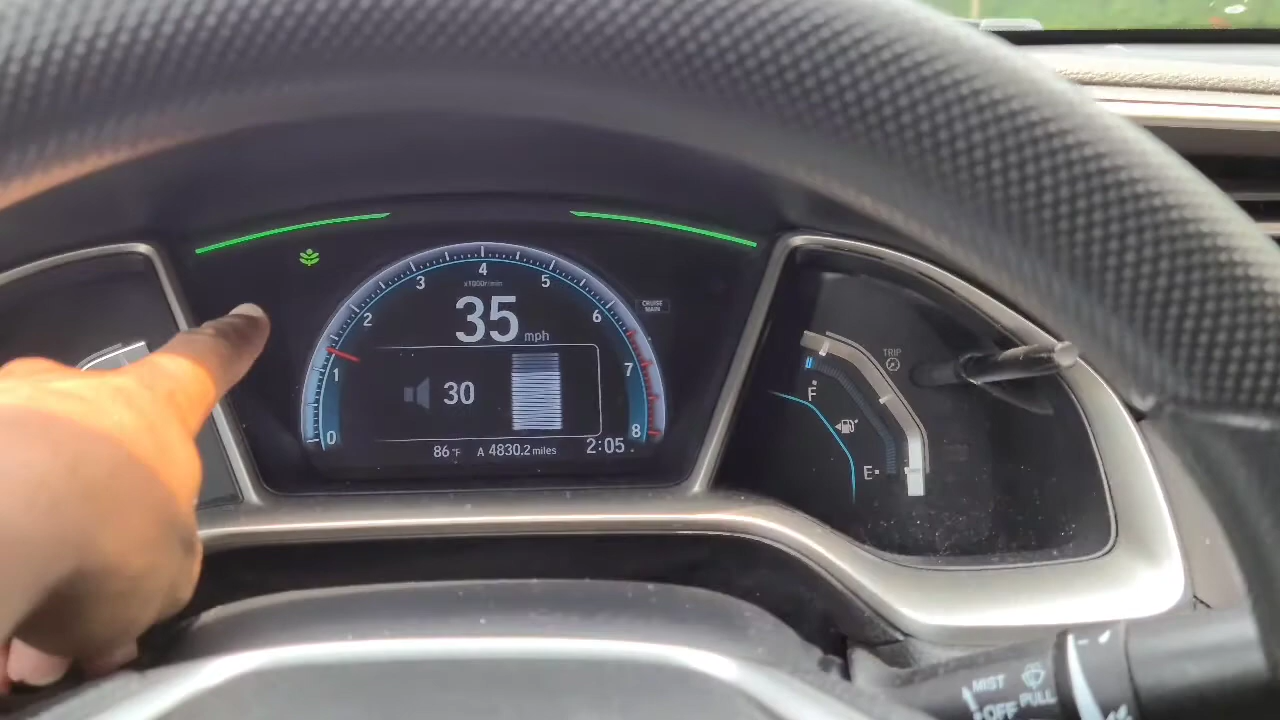 4
x1000r/min
3
5
2
6
35 mph
CRUISE
MAIN
1
7
30
0
8
86°F A 4830.2 miles 2:05
TRIP
F
E
MIST
OFF
PULL